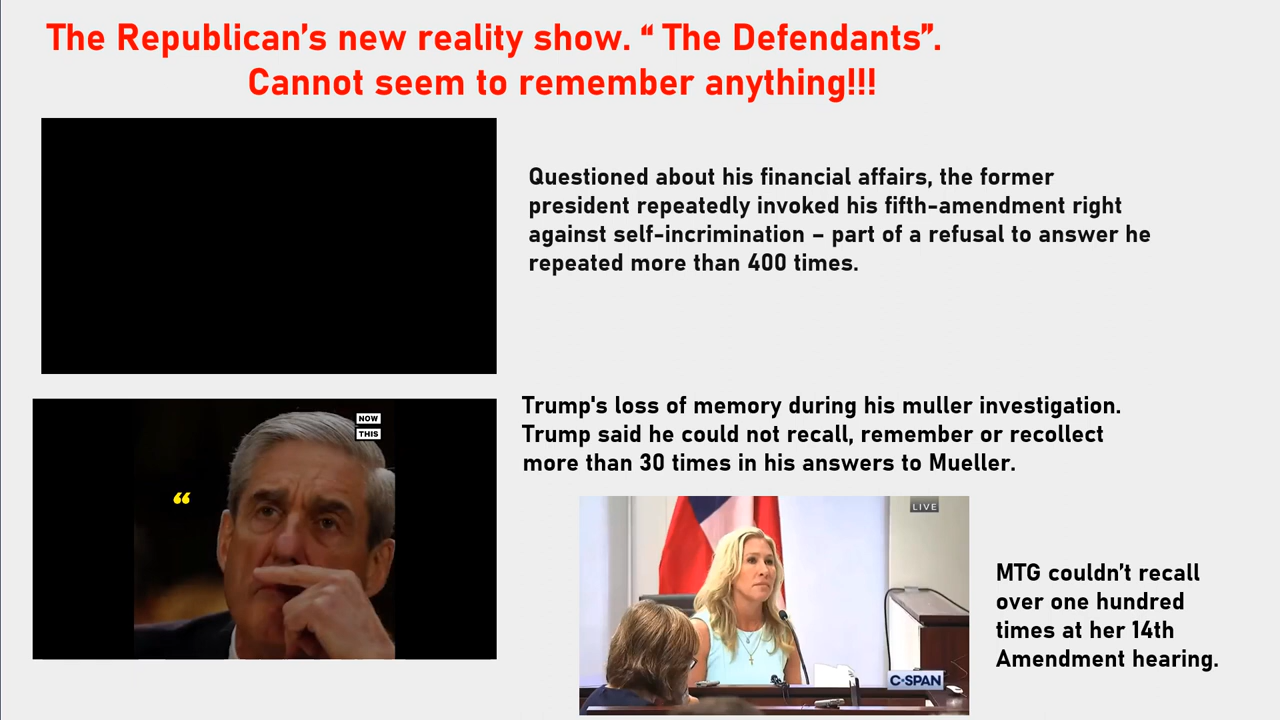 The Republican’s new reality show. “ The Defendants”.
Cannot seem to remember anything!!!
Questioned about his financial affairs, the former
president repeatedly invoked his fifth-amendment right
against self-incrimination – part of a refusal to answer he
repeated more than 400 times.
NOW
THIS
“
Trump's loss of memory during his muller investigation.
Trump said he could not recall, remember or recollect
more than 30 times in his answers to Mueller.
LIVE
C-SPAN
MTG couldn’t recall
over one hundred
times at her 14th
Amendment hearing.